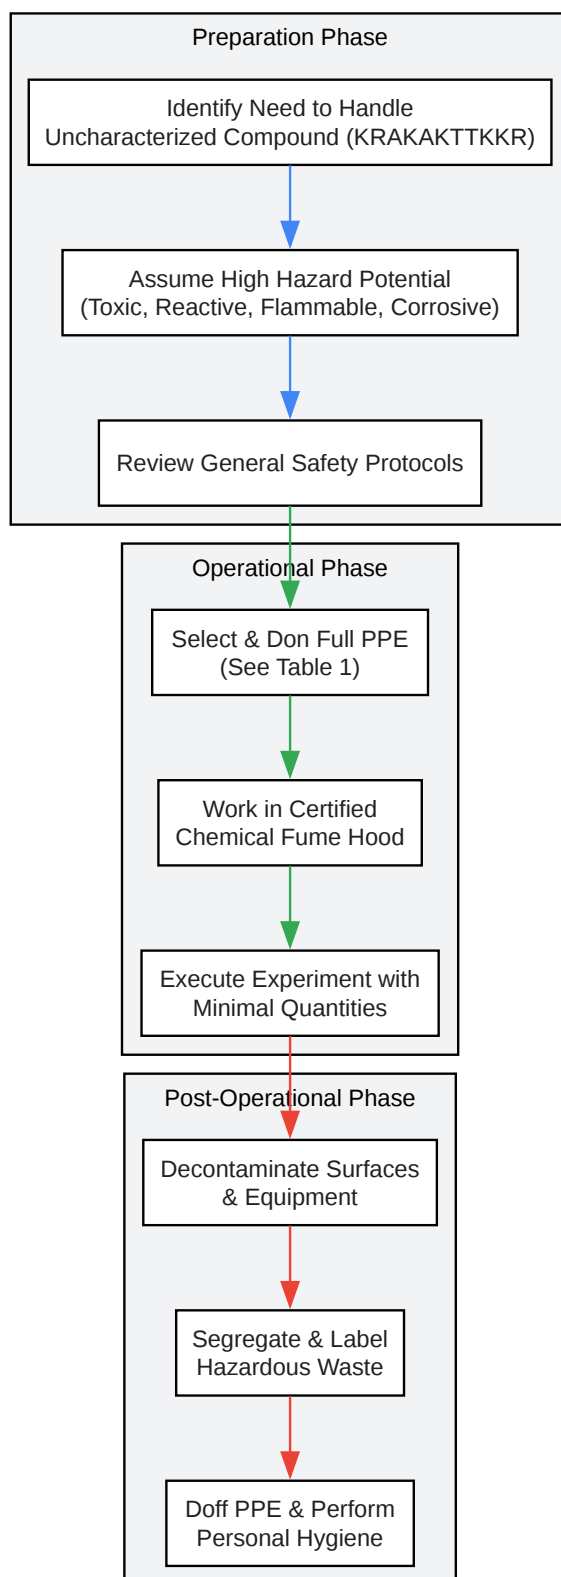 Preparation Phase
Identify Need to Handle
Uncharacterized Compound (KRAKAKTTKKR)
Assume High Hazard Potential
(Toxic, Reactive, Flammable, Corrosive)
Review General Safety Protocols
Operational Phase
Select & Don Full PPE
(See Table 1)
Work in Certified
Chemical Fume Hood
Execute Experiment with
Minimal Quantities
Post-Operational Phase
Decontaminate Surfaces
& Equipment
Segregate & Label
Hazardous Waste
Doff PPE & Perform
Personal Hygiene